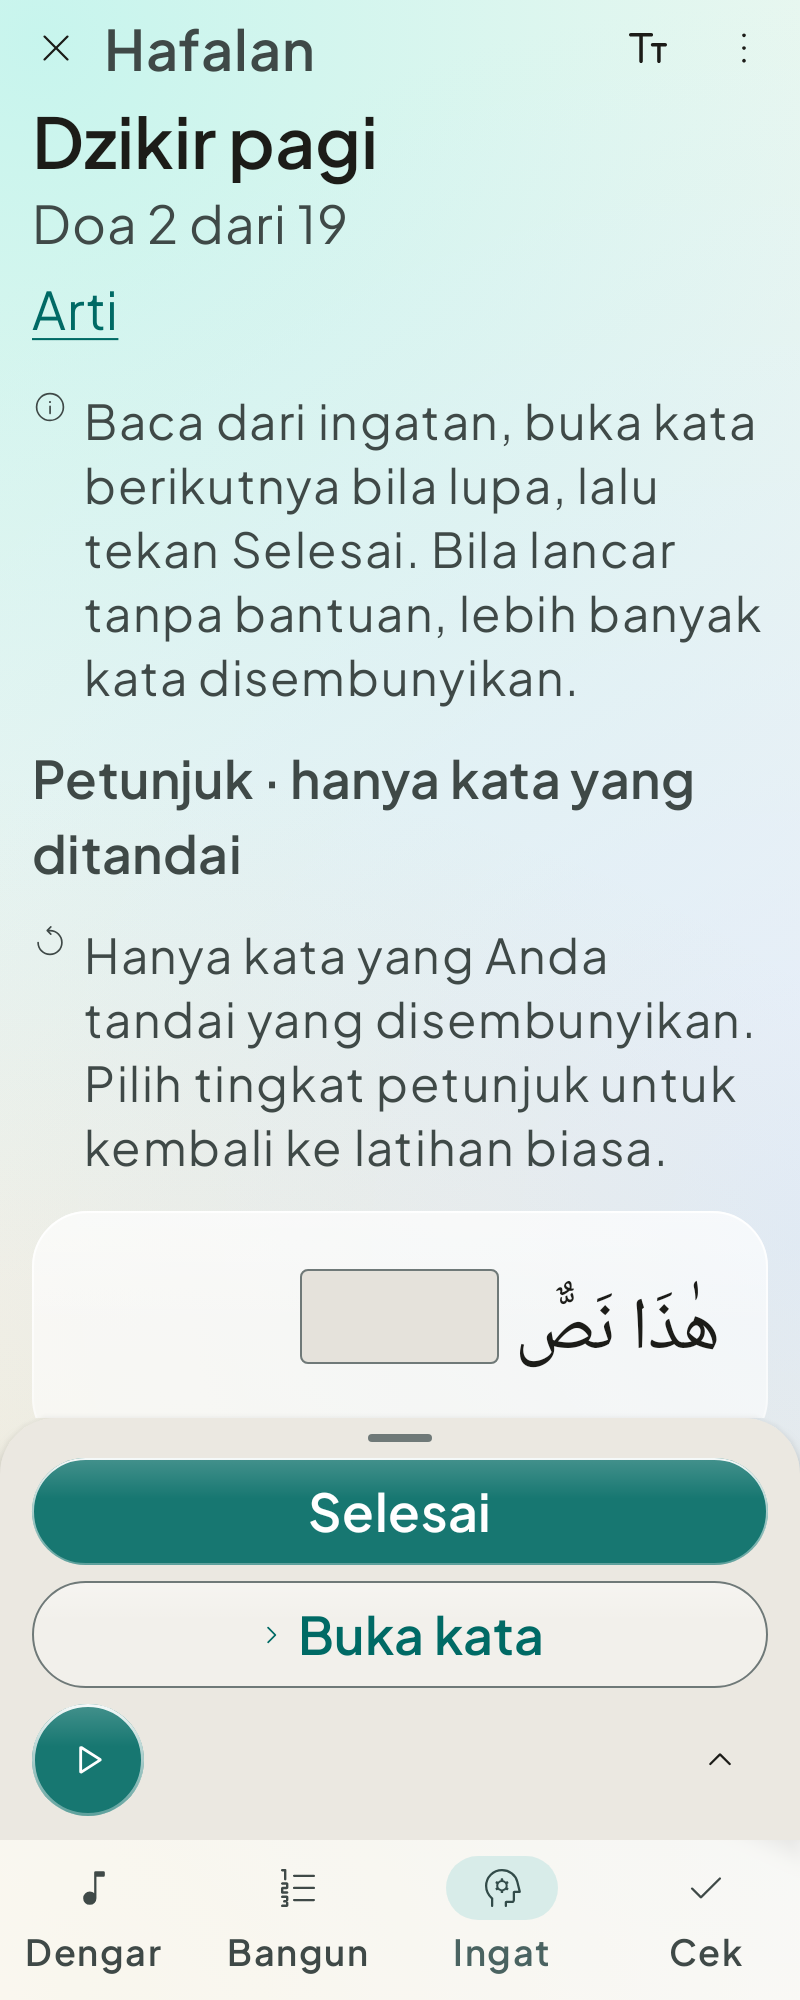 Hafalan
Dzikir pagi
Doa 2 dari 19
Arti
Baca dari ingatan, buka kata
berikutnya bila lupa, lalu
tekan Selesai. Bila lancar
tanpa bantuan, lebih banyak
kata disembunyikan.
Petunjuk · hanya kata yang
ditandai
Hanya kata yang Anda
tandai yang disembunyikan.
Pilih tingkat petunjuk untuk
kembali ke latihan biasa.
هٰذَا نَصٌّ
Selesai
Buka kata
Dengar
Bangun
Ingat
Cek